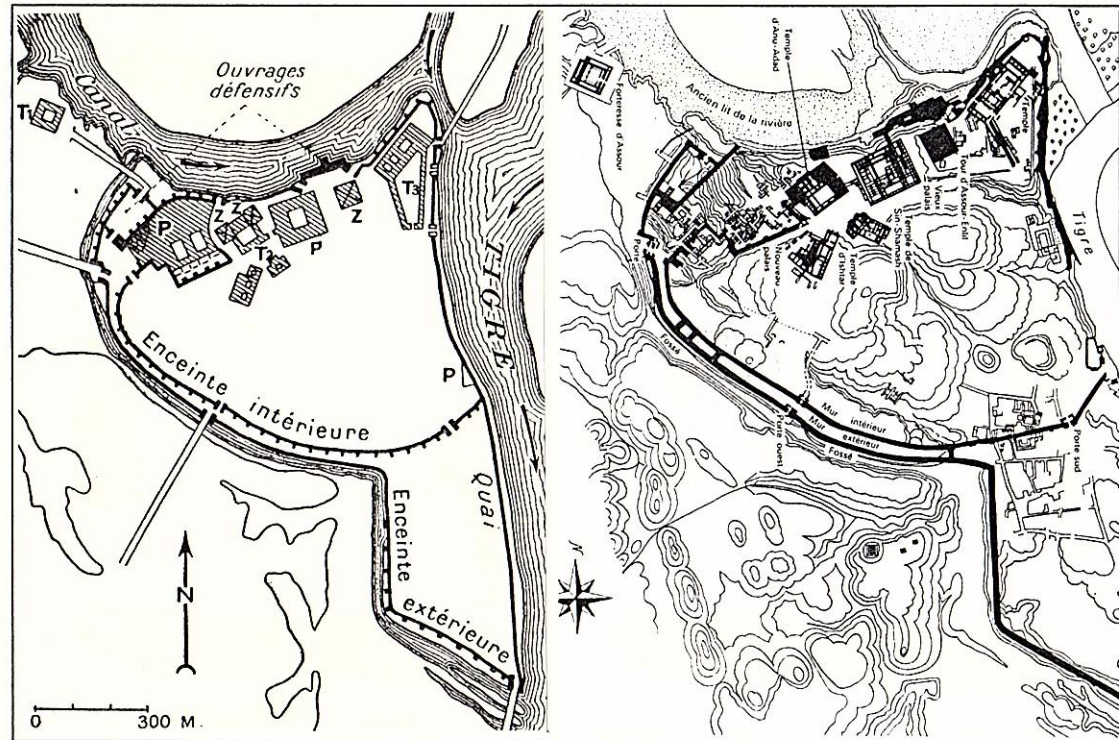 Canal
Ouvrages
défensifs
T1
T3
P
Z
Z
Z
T2
P
TIGRE
P
Enceinte intérieure
Quai
Enceinte
extérieure
N
0 300 M.
Forteresse d'Assour
Ancien lit de la rivière
Temple
d'Anu-Adad
Temple
Tour d'Assour-Enlil
Vieux
palais
Temple de
Sin-Shamash
Temple
d'Ishtar
Nouveau
palais
Tigre
Porte
Fossé
Mur intérieur
Mur extérieur
Fossé
Porte ouest
Porte sud
N